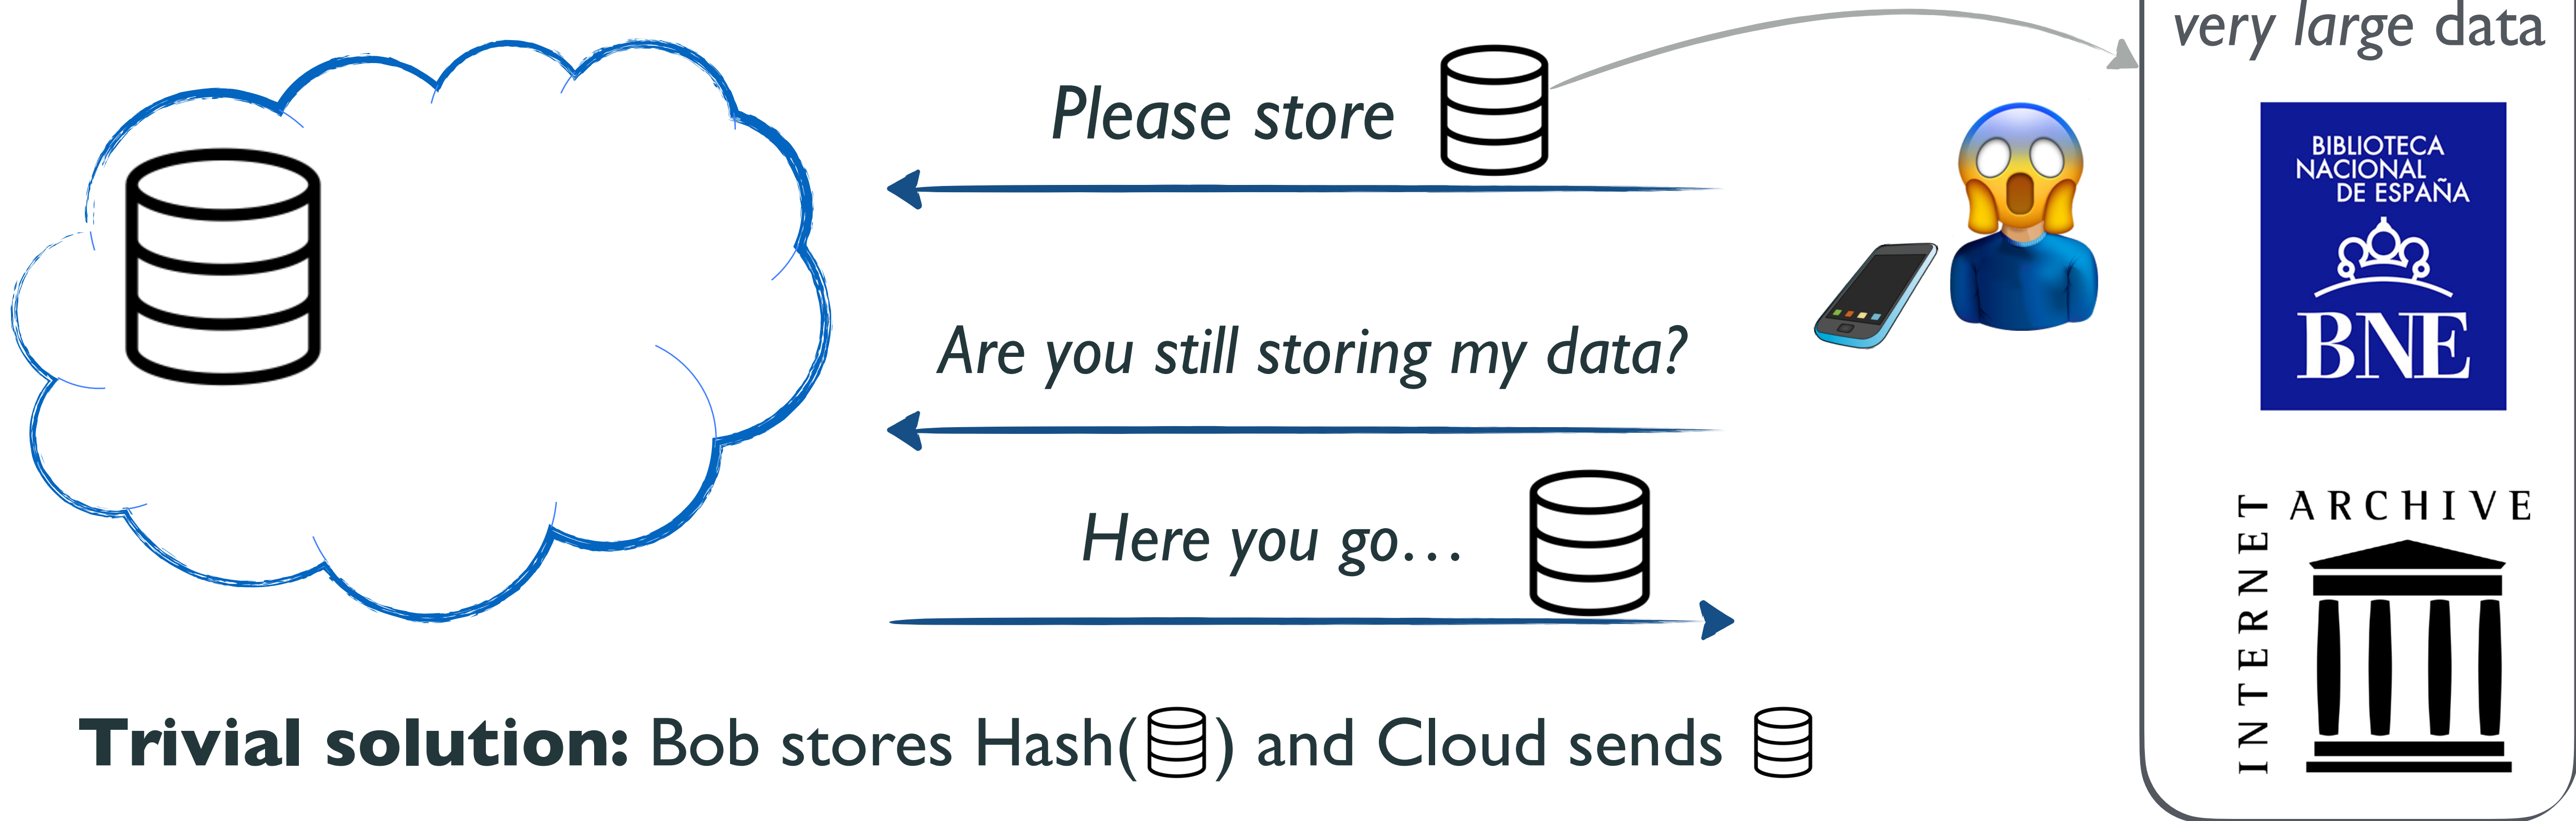 very large data
Please store
BIBLIOTECA
NACIONAL
DE ESPAÑA
BNE
Are you still storing my data?
Here you go…
INTERNET
ARCHIVE
Trivial solution: Bob stores Hash( ) and Cloud sends